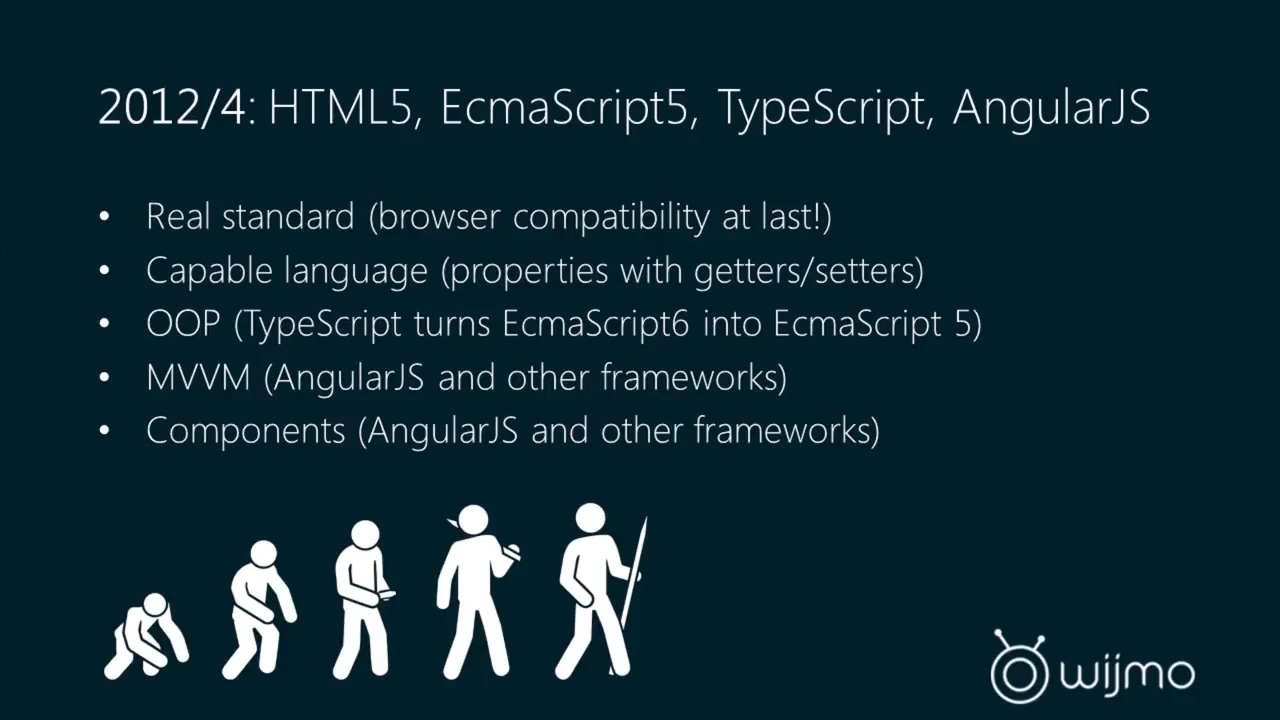 2012/4: HTML5, EcmaScript5, TypeScript, AngularJS
• Real standard (browser compatibility at last!)
• Capable language (properties with getters/setters)
• OOP (TypeScript turns EcmaScript6 into EcmaScript 5)
• MVVM (AngularJS and other frameworks)
• Components (AngularJS and other frameworks)
wijmo